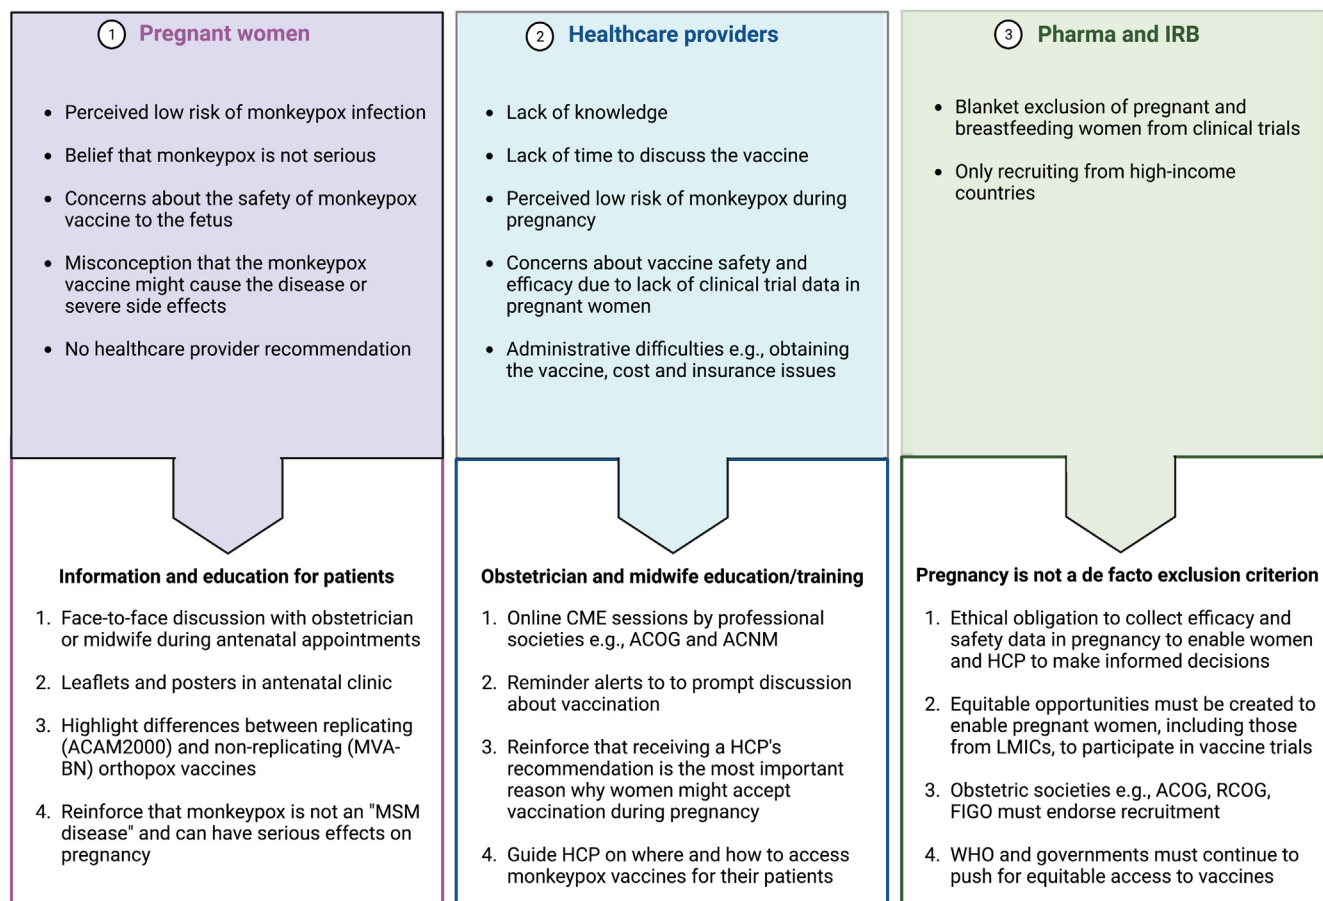 1 Pregnant women
• Perceived low risk of monkeypox infection
• Belief that monkeypox is not serious
• Concerns about the safety of monkeypox
vaccine to the fetus
• Misconception that the monkeypox
vaccine might cause the disease or
severe side effects
• No healthcare provider recommendation
Information and education for patients
1. Face-to-face discussion with obstetrician
or midwife during antenatal appointments
2. Leaflets and posters in antenatal clinic
3. Highlight differences between replicating
(ACAM2000) and non-replicating (MVA-
BN) orthopox vaccines
4. Reinforce that monkeypox is not an "MSM
disease" and can have serious effects on
pregnancy
2 Healthcare providers
• Lack of knowledge
• Lack of time to discuss the vaccine
• Perceived low risk of monkeypox during
pregnancy
• Concerns about vaccine safety and
efficacy due to lack of clinical trial data in
pregnant women
• Administrative difficulties e.g., obtaining
the vaccine, cost and insurance issues
Obstetrician and midwife education/training
1. Online CME sessions by professional
societies e.g., ACOG and ACNM
2. Reminder alerts to to prompt discussion
about vaccination
3. Reinforce that receiving a HCP's
recommendation is the most important
reason why women might accept
vaccination during pregnancy
4. Guide HCP on where and how to access
monkeypox vaccines for their patients
3 Pharma and IRB
• Blanket exclusion of pregnant and
breastfeeding women from clinical trials
• Only recruiting from high-income
countries
Pregnancy is not a de facto exclusion criterion
1. Ethical obligation to collect efficacy and
safety data in pregnancy to enable women
and HCP to make informed decisions
2. Equitable opportunities must be created to
enable pregnant women, including those
from LMICs, to participate in vaccine trials
3. Obstetric societies e.g., ACOG, RCOG,
FIGO must endorse recruitment
4. WHO and governments must continue to
push for equitable access to vaccines